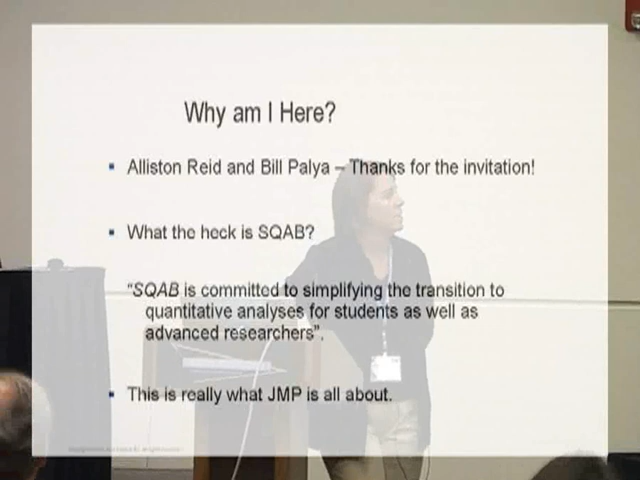 Why am I Here?
Alliston Reid and Bill Palya – Thanks for the invitation!
What the heck is SQAB?
"SQAB is committed to simplifying the transition to
quantitative analyses for students as well as
advanced researchers".
This is really what JMP is all about.